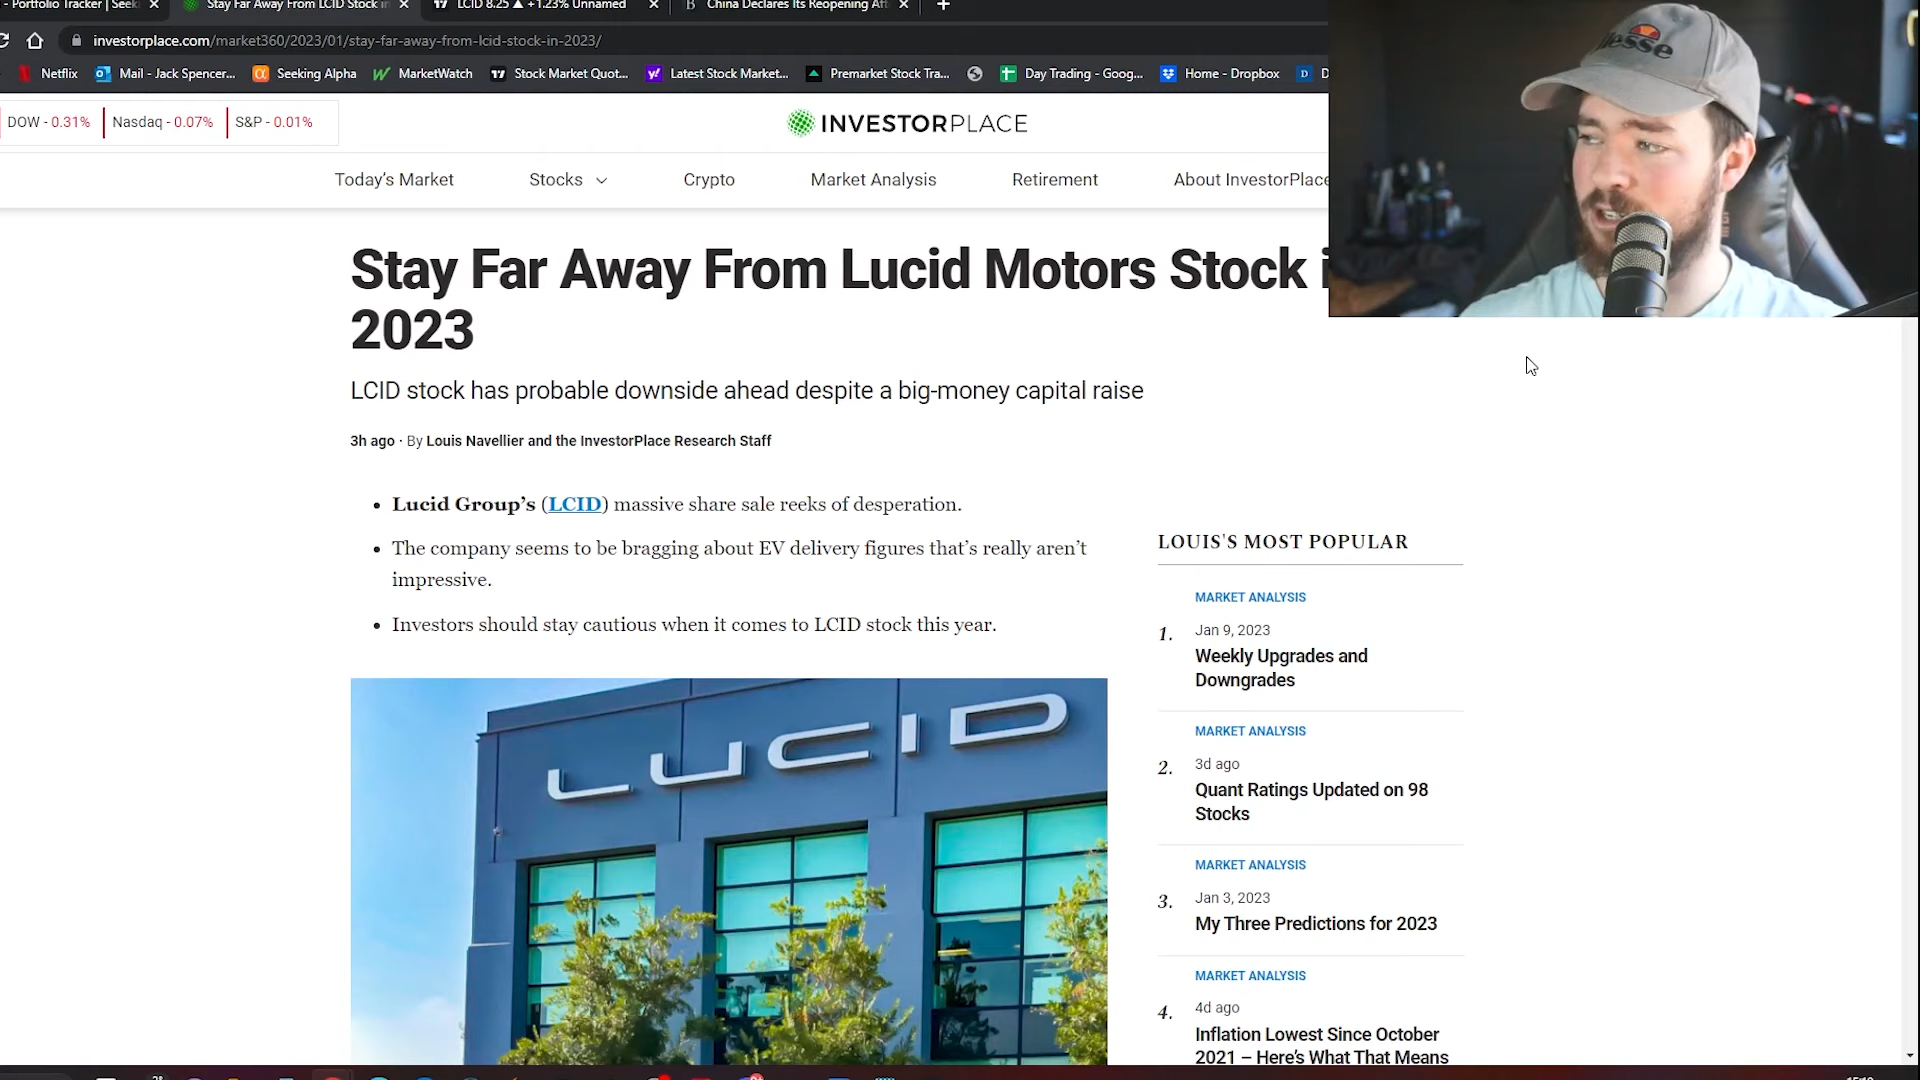 - Portfolio Tracker | Seek
Stay Far Away From LCID Stock in
LCID 8.25 ▲ +1.23% Unnamed
China Declares Its Reopening Aft
investorplace.com/market360/2023/01/stay-far-away-from-lcid-stock-in-2023/
Netflix
Mail - Jack Spencer...
Seeking Alpha
MarketWatch
Stock Market Quot...
Latest Stock Market...
Premarket Stock Tra...
Day Trading - Goog...
Home - Dropbox
DOW - 0.31%
Nasdaq - 0.07%
S&P - 0.01%
INVESTORPLACE
Today's Market
Stocks
Crypto
Market Analysis
Retirement
About InvestorPlace
Stay Far Away From Lucid Motors Stock
2023
LCID stock has probable downside ahead despite a big-money capital raise
3h ago · By Louis Navellier and the InvestorPlace Research Staff
• Lucid Group's (LCID) massive share sale reeks of desperation.
• The company seems to be bragging about EV delivery figures that's really aren't
impressive.
• Investors should stay cautious when it comes to LCID stock this year.
LUCID
LOUIS'S MOST POPULAR
MARKET ANALYSIS
1. Jan 9, 2023
Weekly Upgrades and
Downgrades
MARKET ANALYSIS
2. 3d ago
Quant Ratings Updated on 98
Stocks
MARKET ANALYSIS
3. Jan 3, 2023
My Three Predictions for 2023
MARKET ANALYSIS
4. 4d ago
Inflation Lowest Since October
2021 – Here's What That Means
ellesse